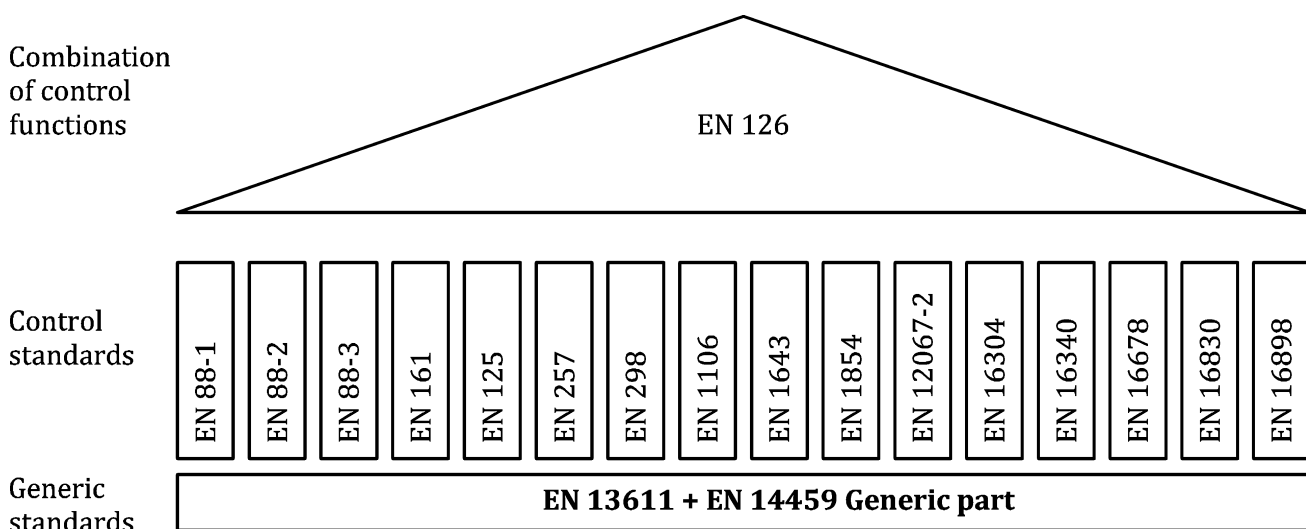 Combination
of control
functions
EN 126
Control
standards
EN 88-1
EN 88-2
EN 88-3
EN 161
EN 125
EN 257
EN 298
EN 1106
EN 1643
EN 1854
EN 12067-2
EN 16304
EN 16340
EN 16678
EN 16830
EN 16898
Generic
standards
EN 13611 + EN 14459 Generic part